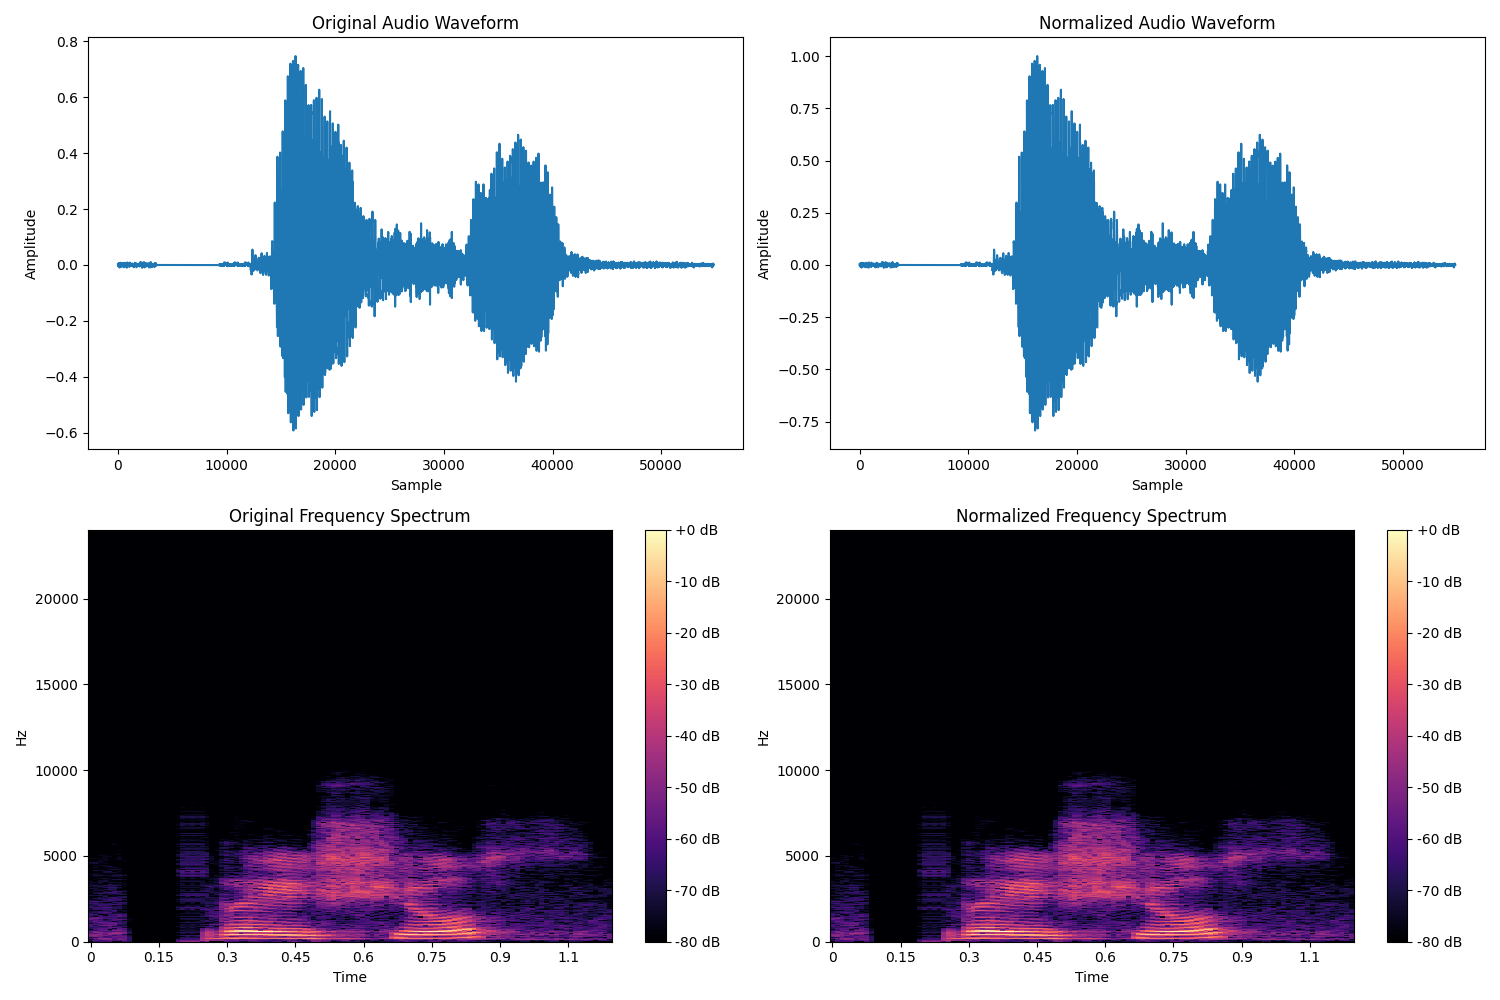 Original Audio Waveform
Normalized Audio Waveform
0.8
0.6
0.4
0.2
0.0
−0.2
−0.4
−0.6
Amplitude
0 10000 20000 30000 40000 50000
Sample
1.00
0.75
0.50
0.25
0.00
−0.25
−0.50
−0.75
Amplitude
0 10000 20000 30000 40000 50000
Sample
Original Frequency Spectrum
20000
15000
10000
5000
0
Hz
0 0.15 0.3 0.45 0.6 0.75 0.9 1.1
Time
+0 dB
-10 dB
-20 dB
-30 dB
-40 dB
-50 dB
-60 dB
-70 dB
-80 dB
Normalized Frequency Spectrum
20000
15000
10000
5000
0
Hz
0 0.15 0.3 0.45 0.6 0.75 0.9 1.1
Time
+0 dB
-10 dB
-20 dB
-30 dB
-40 dB
-50 dB
-60 dB
-70 dB
-80 dB